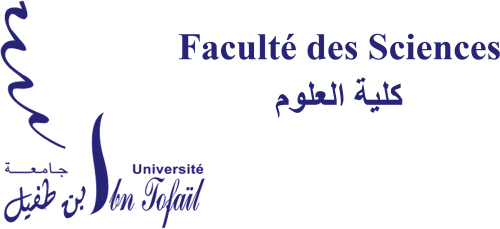 Faculté des Sciences
كلية العلوم
جامعة
Université
ابن طفيل
Ibn Tofaïl